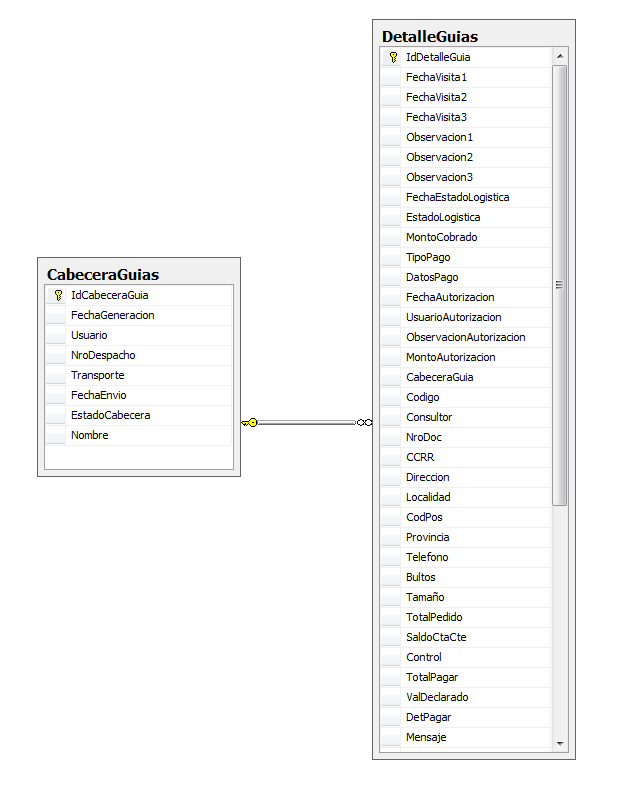 CabeceraGuias
IdCabeceraGuia
FechaGeneracion
Usuario
NroDespacho
Transporte
FechaEnvio
EstadoCabecera
Nombre
DetalleGuias
IdDetalleGuia
FechaVisita1
FechaVisita2
FechaVisita3
Observacion1
Observacion2
Observacion3
FechaEstadoLogistica
EstadoLogistica
MontoCobrado
TipoPago
DatosPago
FechaAutorizacion
UsuarioAutorizacion
ObservacionAutorizacion
MontoAutorizacion
CabeceraGuia
Codigo
Consultor
NroDoc
CCRR
Direccion
Localidad
CodPos
Provincia
Telefono
Bultos
Tamaño
TotalPedido
SaldoCtaCte
Control
TotalPagar
ValDeclarado
DetPagar
Mensaje